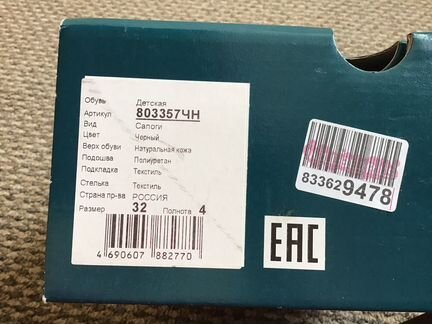 Обувь Детская
Артикул 803357ЧН
Вид Сапоги
Цвет Черный
Верх обуви Натуральная кожа
Подошва Полиуретан
Подкладка Текстиль
Стелька Текстиль
Страна пр-ва РОССИЯ
Размер 32 Полнота 4
4 690607 882770
833629478
EAC